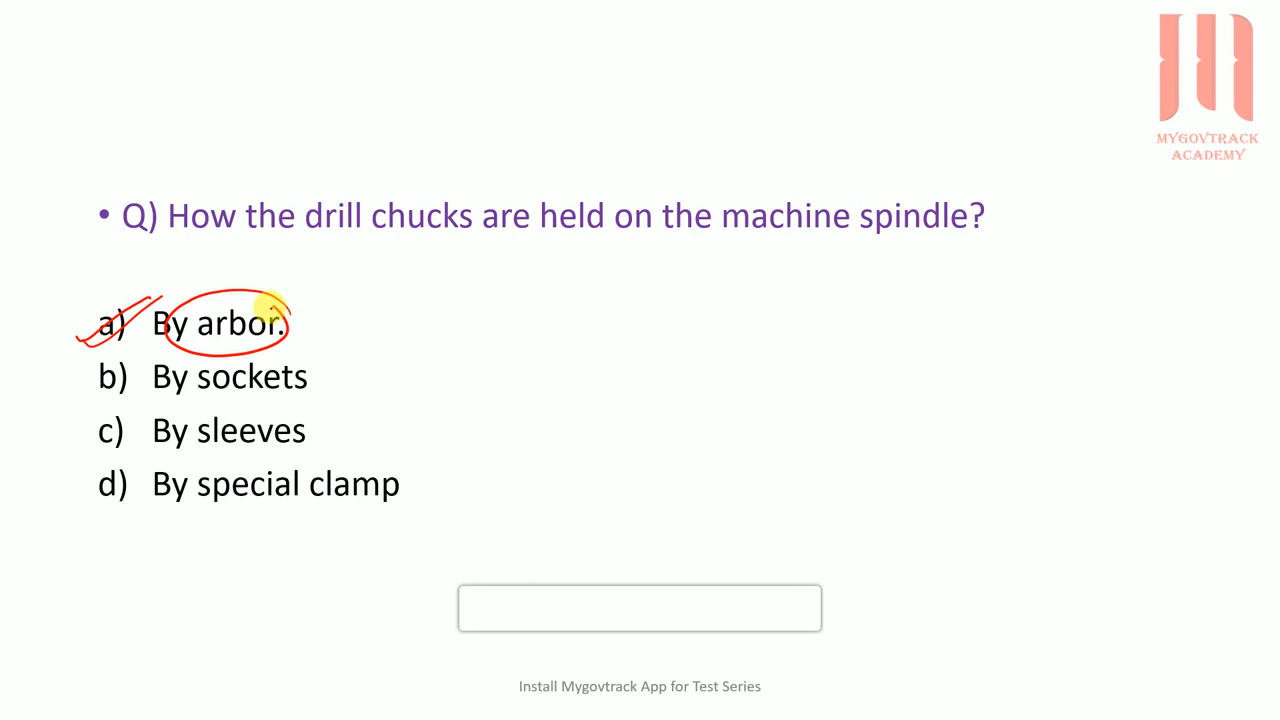 MYGOVTRACK
ACADEMY
• Q) How the drill chucks are held on the machine spindle?
a) By arbor.
b) By sockets
c) By sleeves
d) By special clamp
Install Mygovtrack App for Test Series